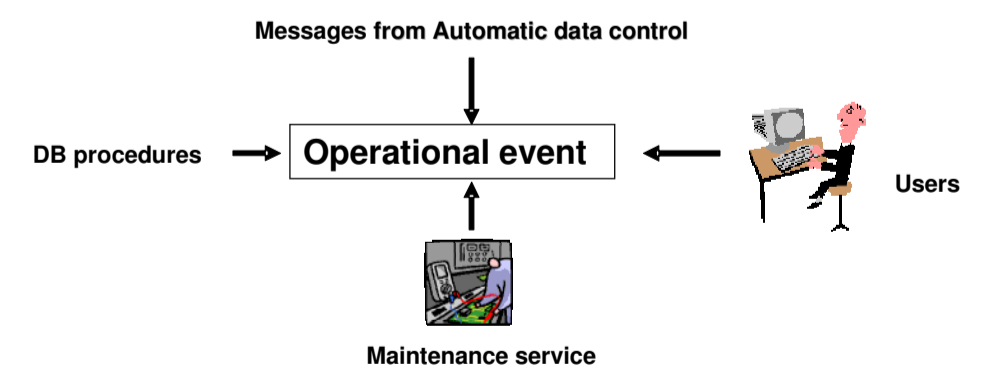 Messages from Automatic data control
DB procedures
Operational event
Users
Maintenance service